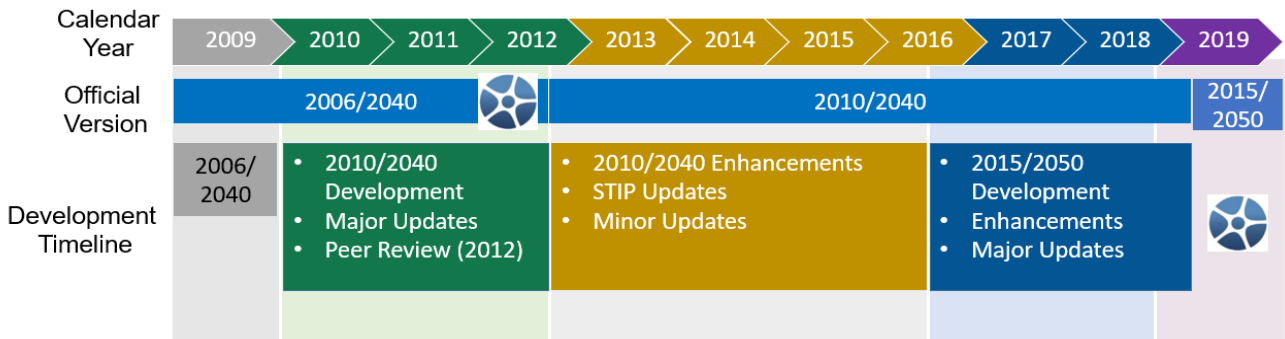 Calendar
Year
2009 2010 2011 2012 2013 2014 2015 2016 2017 2018 2019
Official
Version
2006/2040
2010/2040
2015/
2050
Development
Timeline
2006/
2040
• 2010/2040
Development
• Major Updates
• Peer Review (2012)
• 2010/2040 Enhancements
• STIP Updates
• Minor Updates
• 2015/2050
Development
• Enhancements
• Major Updates